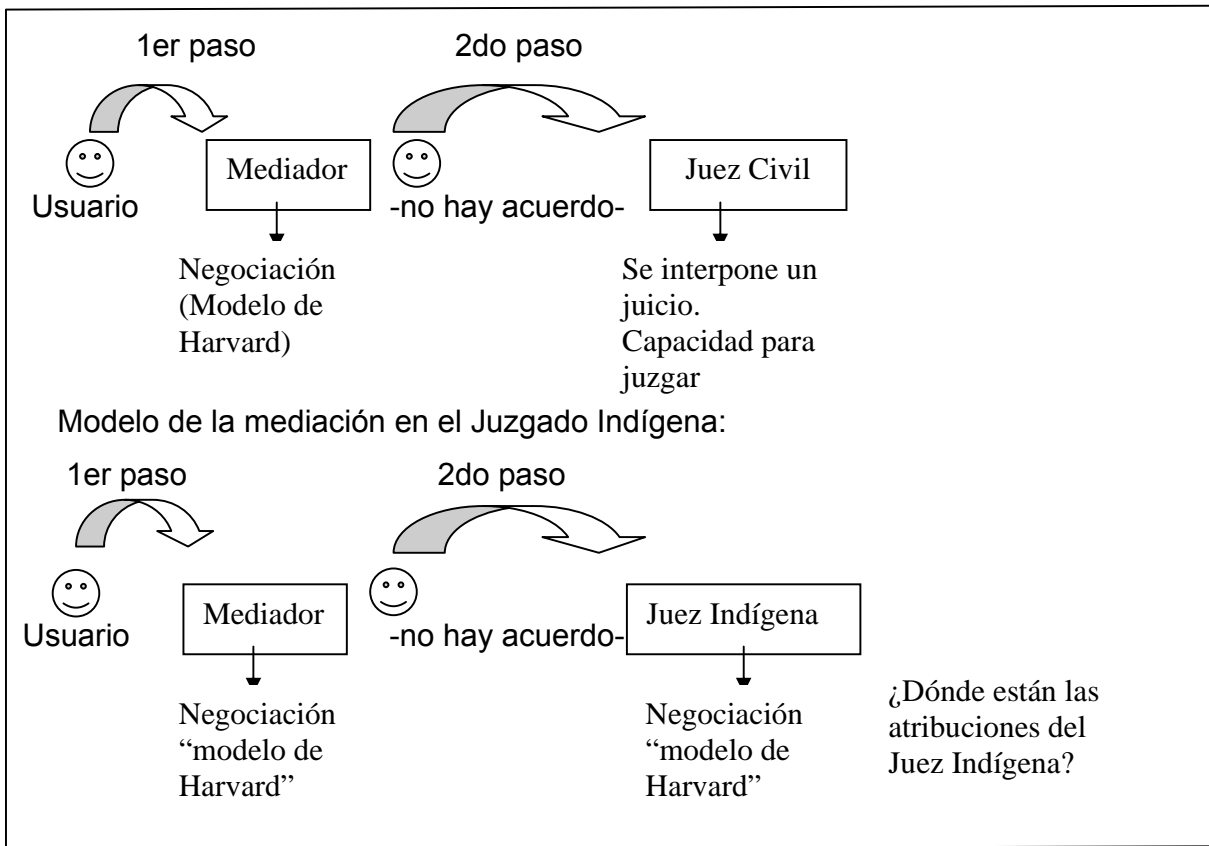 1er paso
2do paso
Mediador
Juez Civil
Usuario
-no hay acuerdo-
Negociación
(Modelo de
Harvard)
Se interpone un
juicio.
Capacidad para
juzgar
Modelo de la mediación en el Juzgado Indígena:
1er paso
2do paso
Mediador
Juez Indígena
Usuario
-no hay acuerdo-
Negociación
“modelo de
Harvard”
Negociación
“modelo de
Harvard”
¿Dónde están las
atribuciones del
Juez Indígena?